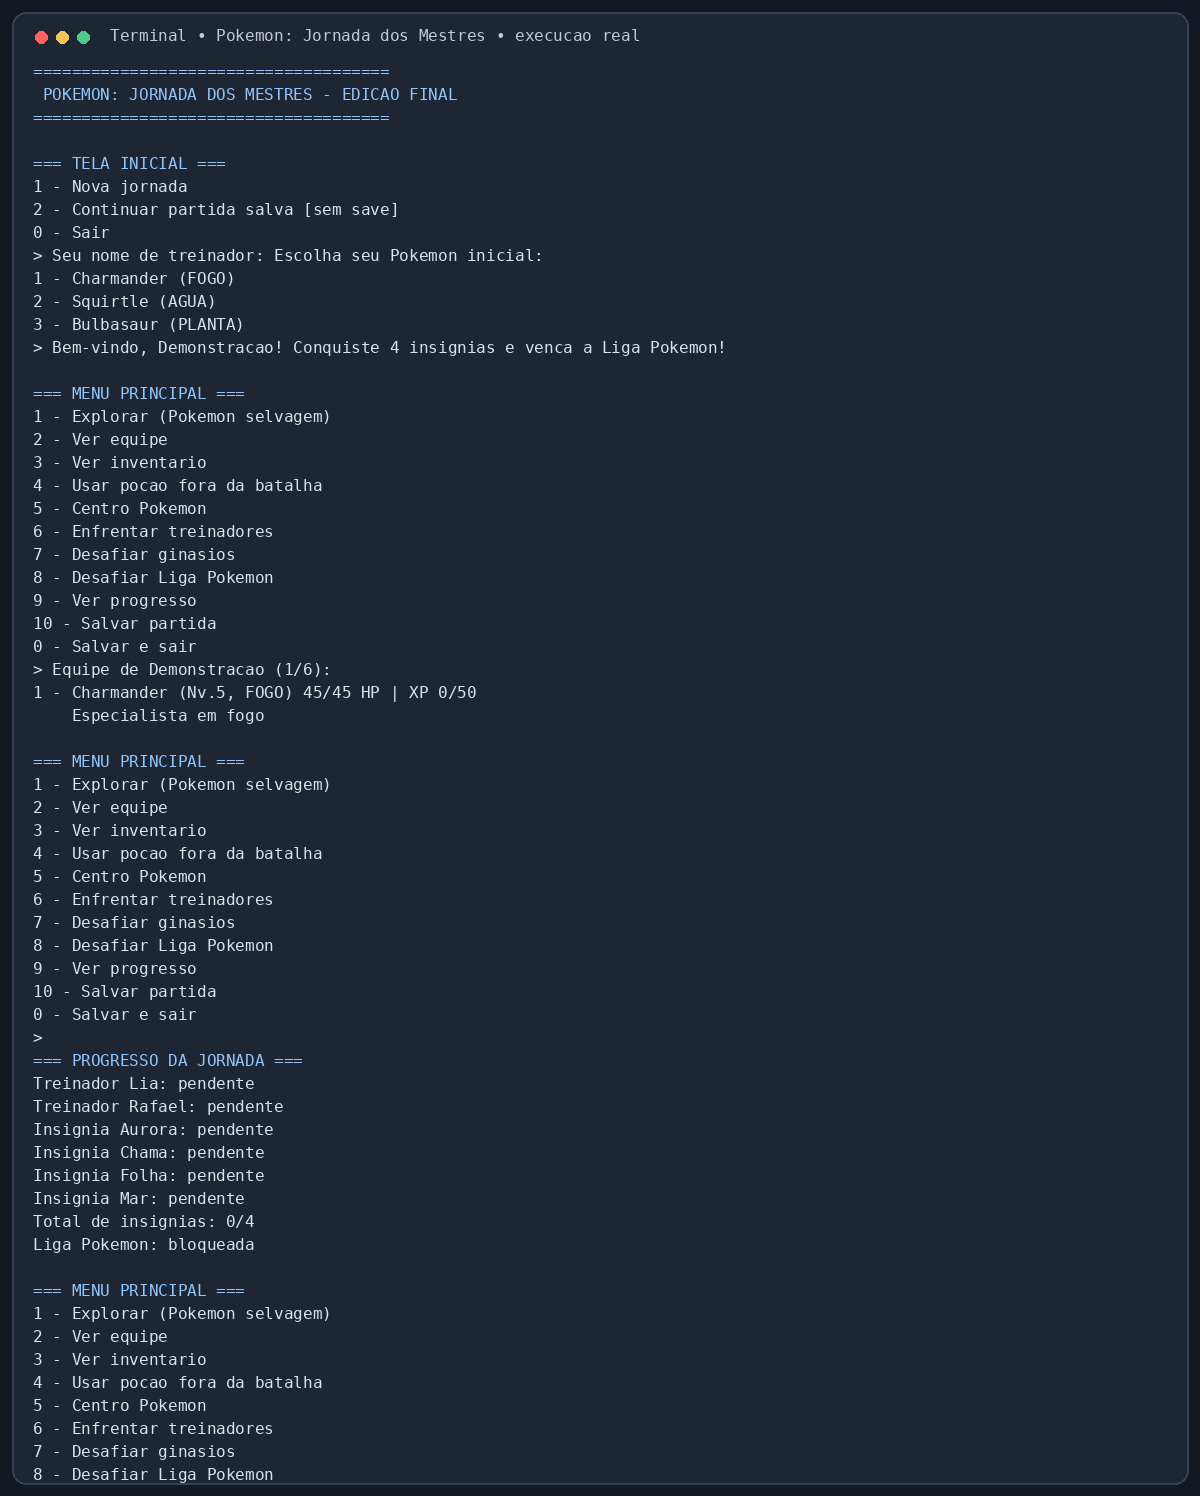 Terminal • Pokemon: Jornada dos Mestres • execucao real
=====================================
 POKEMON: JORNADA DOS MESTRES - EDICAO FINAL
=====================================

=== TELA INICIAL ===
1 - Nova jornada
2 - Continuar partida salva [sem save]
0 - Sair
> Seu nome de treinador: Escolha seu Pokemon inicial:
1 - Charmander (FOGO)
2 - Squirtle (AGUA)
3 - Bulbasaur (PLANTA)
> Bem-vindo, Demonstracao! Conquiste 4 insignias e venca a Liga Pokemon!

=== MENU PRINCIPAL ===
1 - Explorar (Pokemon selvagem)
2 - Ver equipe
3 - Ver inventario
4 - Usar pocao fora da batalha
5 - Centro Pokemon
6 - Enfrentar treinadores
7 - Desafiar ginasios
8 - Desafiar Liga Pokemon
9 - Ver progresso
10 - Salvar partida
0 - Salvar e sair
> Equipe de Demonstracao (1/6):
1 - Charmander (Nv.5, FOGO) 45/45 HP | XP 0/50
    Especialista em fogo

=== MENU PRINCIPAL ===
1 - Explorar (Pokemon selvagem)
2 - Ver equipe
3 - Ver inventario
4 - Usar pocao fora da batalha
5 - Centro Pokemon
6 - Enfrentar treinadores
7 - Desafiar ginasios
8 - Desafiar Liga Pokemon
9 - Ver progresso
10 - Salvar partida
0 - Salvar e sair
>
=== PROGRESSO DA JORNADA ===
Treinador Lia: pendente
Treinador Rafael: pendente
Insignia Aurora: pendente
Insignia Chama: pendente
Insignia Folha: pendente
Insignia Mar: pendente
Total de insignias: 0/4
Liga Pokemon: bloqueada

=== MENU PRINCIPAL ===
1 - Explorar (Pokemon selvagem)
2 - Ver equipe
3 - Ver inventario
4 - Usar pocao fora da batalha
5 - Centro Pokemon
6 - Enfrentar treinadores
7 - Desafiar ginasios
8 - Desafiar Liga Pokemon